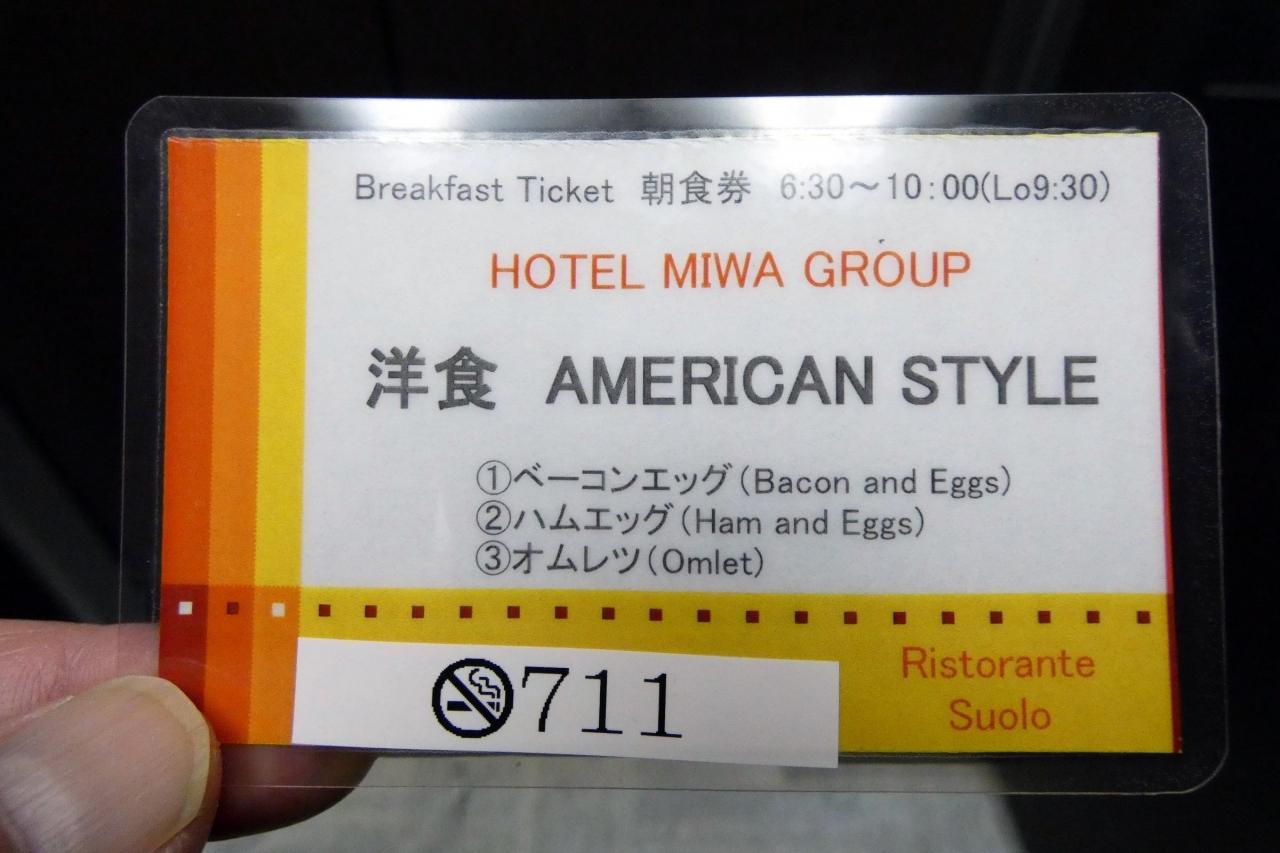 Breakfast Ticket 朝食券 6:30～10:00(Lo9:30)
HOTEL MIWA GROUP
洋食 AMERICAN STYLE
①ベーコンエッグ(Bacon and Eggs)
②ハムエッグ(Ham and Eggs)
③オムレツ(Omlet)
711
Ristorante
Suolo